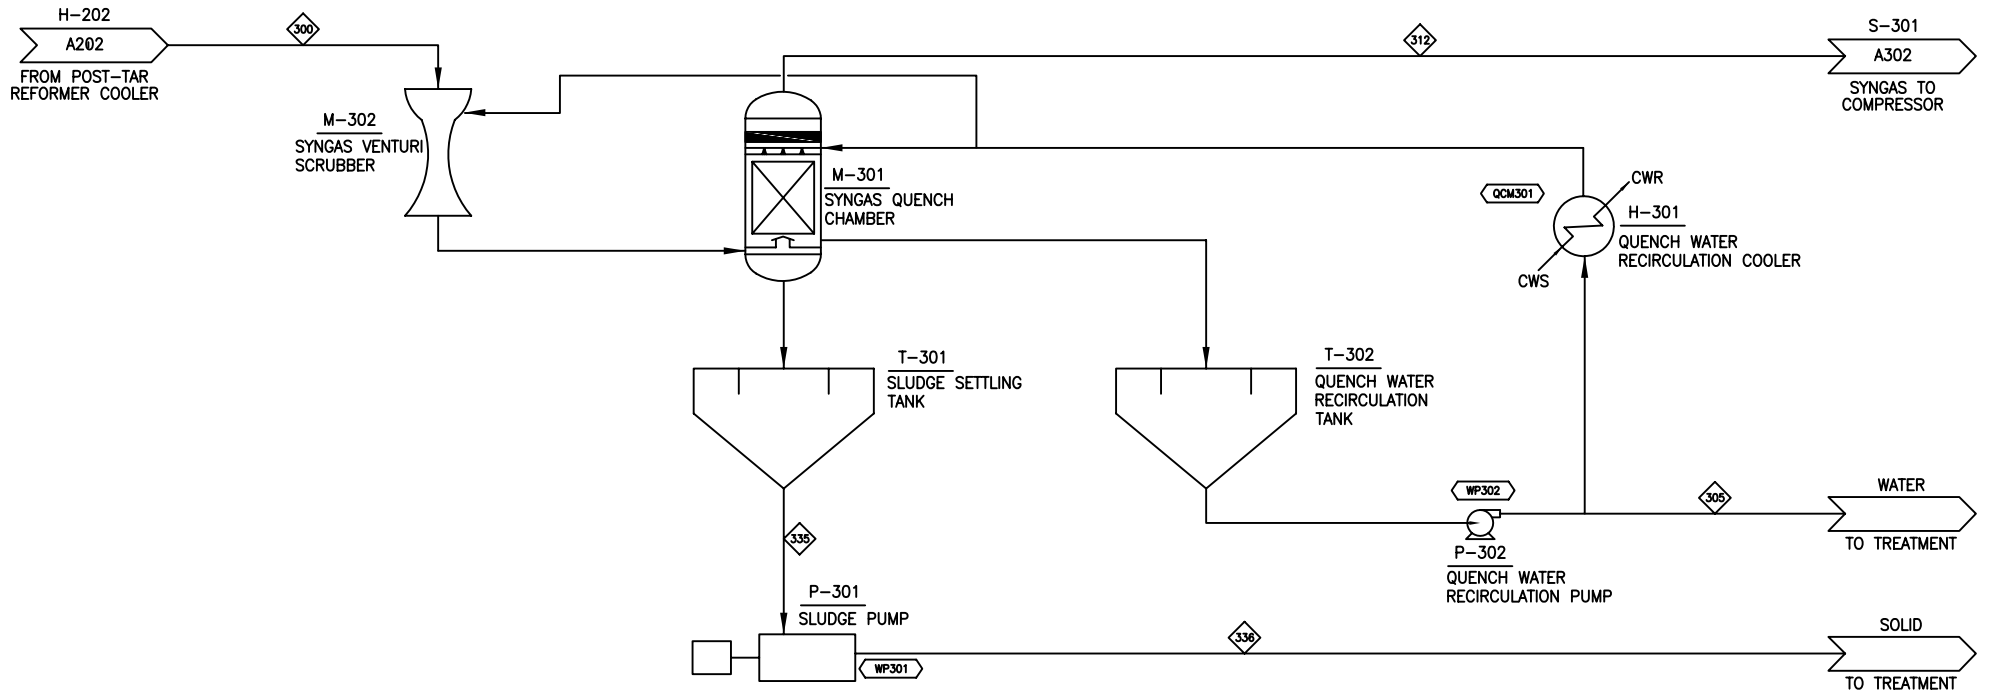 H-202
A202
FROM POST-TAR
REFORMER COOLER
300
M-302
SYNGAS VENTURI
SCRUBBER
312
S-301
A302
SYNGAS TO
COMPRESSOR
M-301
SYNGAS QUENCH
CHAMBER
QCM301
CWR
H-301
QUENCH WATER
RECIRCULATION COOLER
CWS
T-301
SLUDGE SETTLING
TANK
T-302
QUENCH WATER
RECIRCULATION
TANK
WP302
305
WATER
TO TREATMENT
P-302
QUENCH WATER
RECIRCULATION PUMP
335
P-301
SLUDGE PUMP
WP301
336
SOLID
TO TREATMENT